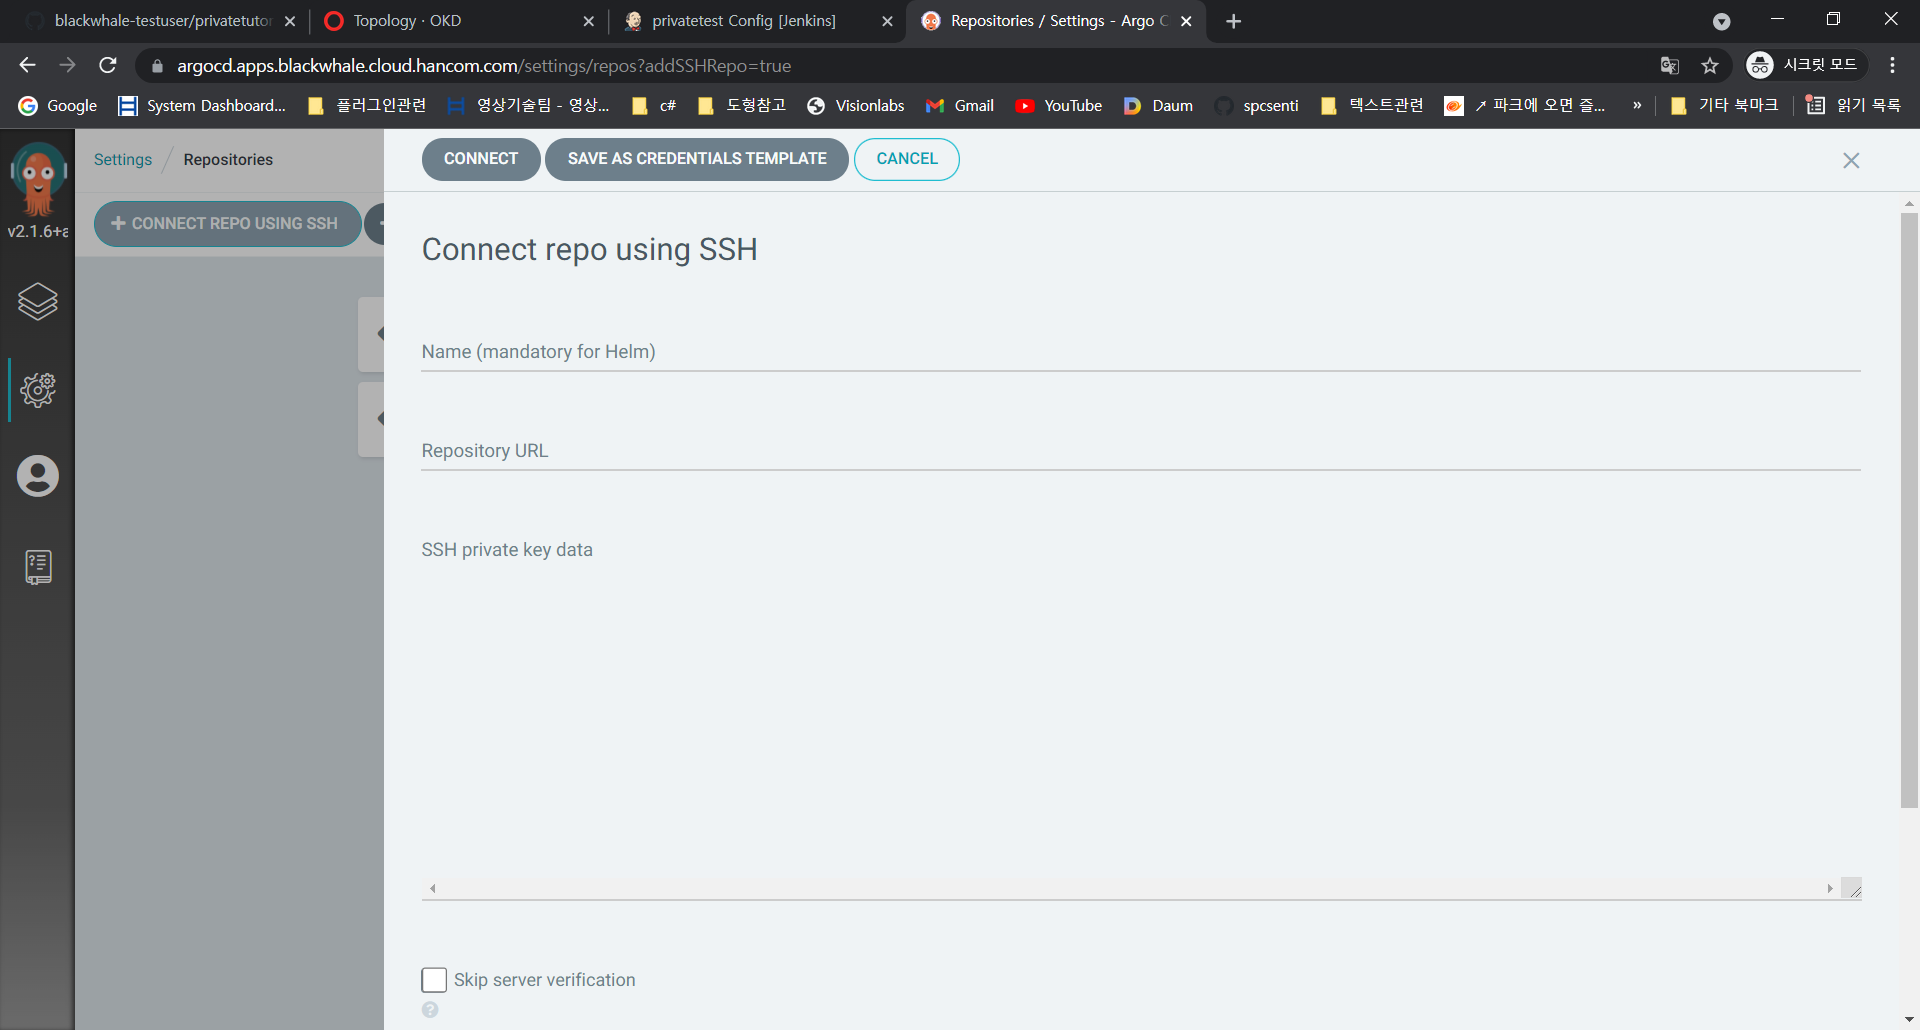 blackwhale-testuser/privatetutor
Topology · OKD
privatetest Config [Jenkins]
Repositories / Settings - Argo C
argocd.apps.blackwhale.cloud.hancom.com/settings/repos?addSSHRepo=true
시크릿 모드
Google
System Dashboard...
플러그인관련
영상기술팀 - 영상...
c#
도형참고
Visionlabs
Gmail
YouTube
Daum
spcsenti
텍스트관련
↗ 파크에 오면 즐...
»
기타 북마크
읽기 목록
v2.1.6+a
Settings / Repositories
+ CONNECT REPO USING SSH
CONNECT
SAVE AS CREDENTIALS TEMPLATE
CANCEL
Connect repo using SSH
Name (mandatory for Helm)
Repository URL
SSH private key data
Skip server verification
?